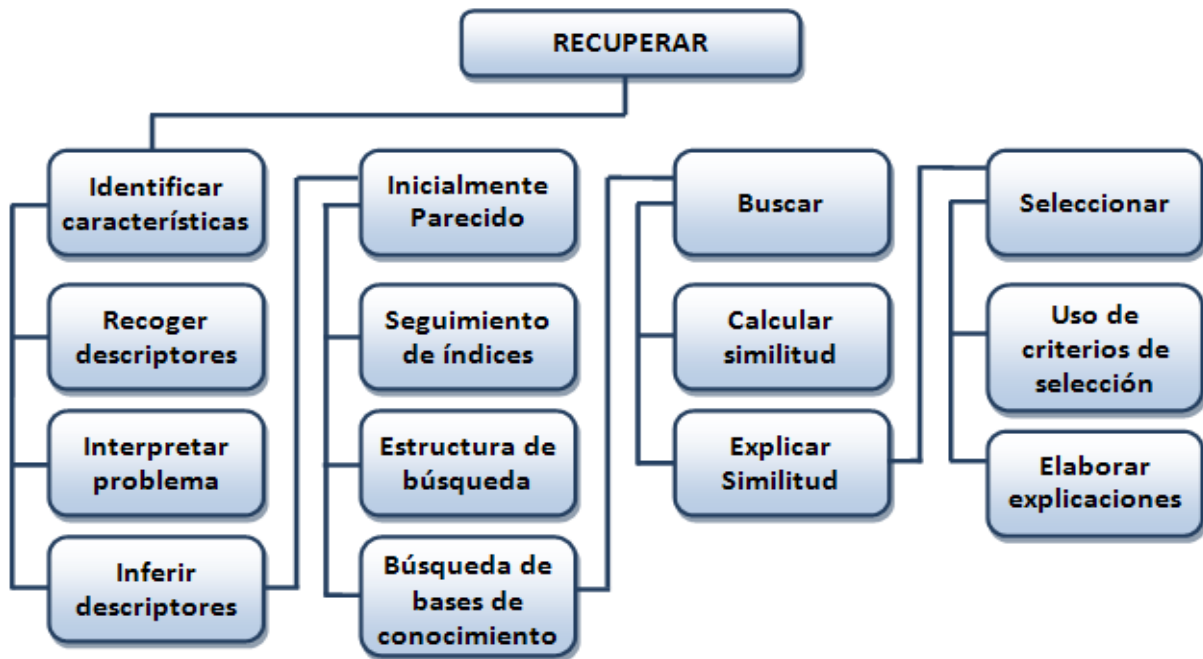 RECUPERAR
Identificar
características
Recoger
descriptores
Interpretar
problema
Inferir
descriptores
Inicialmente
Parecido
Seguimiento
de índices
Estructura de
búsqueda
Búsqueda de
bases de
conocimiento
Buscar
Calcular
similitud
Explicar
Similitud
Seleccionar
Uso de
criterios de
selección
Elaborar
explicaciones